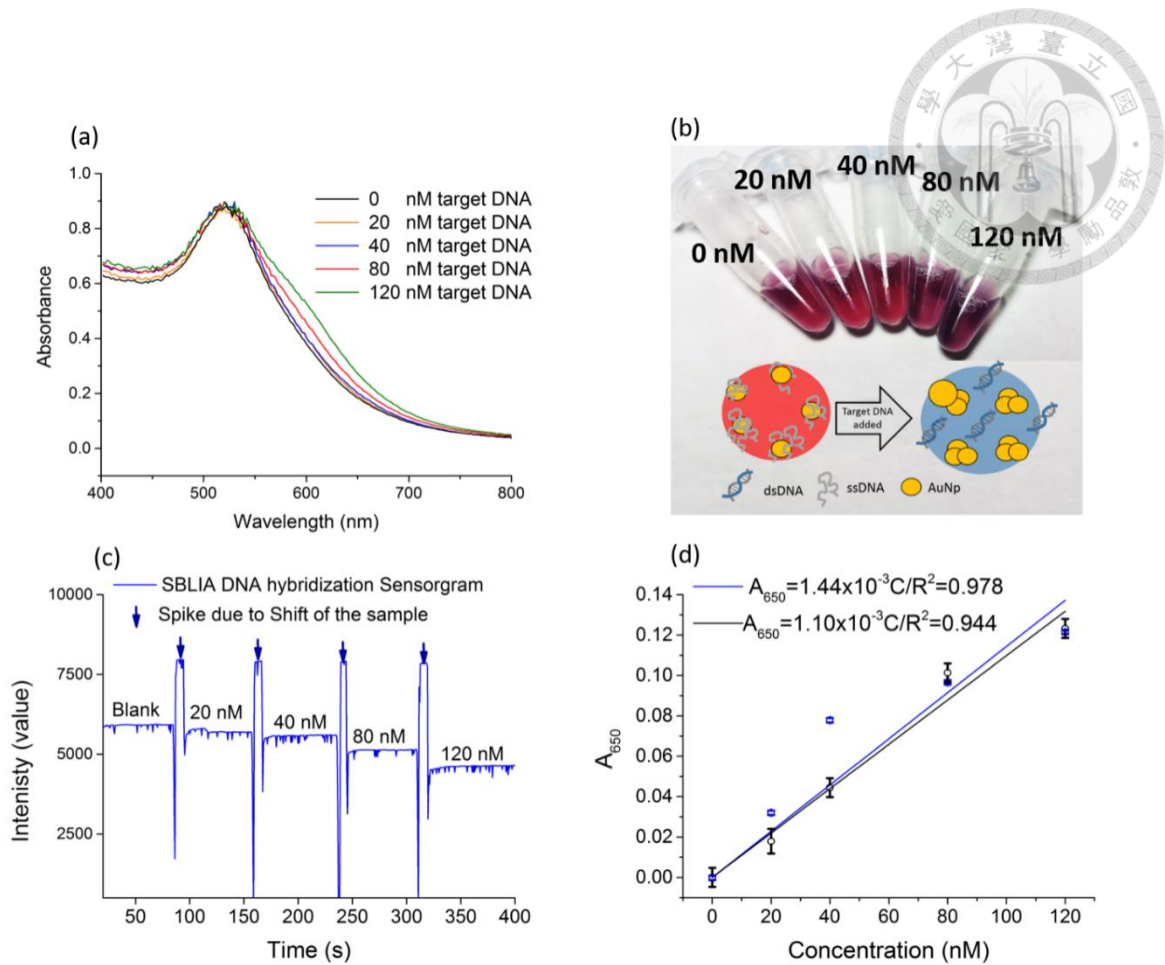 (a)
1.0
0.8
0.6
0.4
0.2
0.0
Absorbance
400 500 600 700 800
Wavelength (nm)
0 nM target DNA
20 nM target DNA
40 nM target DNA
80 nM target DNA
120 nM target DNA
(b)
0 nM
20 nM
40 nM
80 nM
120 nM
Target DNA
added
dsDNA ssDNA AuNp
(c)
SBLIA DNA hybridization Sensorgram
Spike due to Shift of the sample
10000
7500
5000
2500
Intenisty (value)
Blank
20 nM
40 nM
80 nM
120 nM
50 100 150 200 250 300 350 400
Time (s)
(d)
A₆₅₀=1.44x10⁻³C/R²=0.978
A₆₅₀=1.10x10⁻³C/R²=0.944
0.14
0.12
0.10
0.08
0.06
0.04
0.02
0.00
A₆₅₀
0 20 40 60 80 100 120
Concentration (nM)
學大灣臺立國